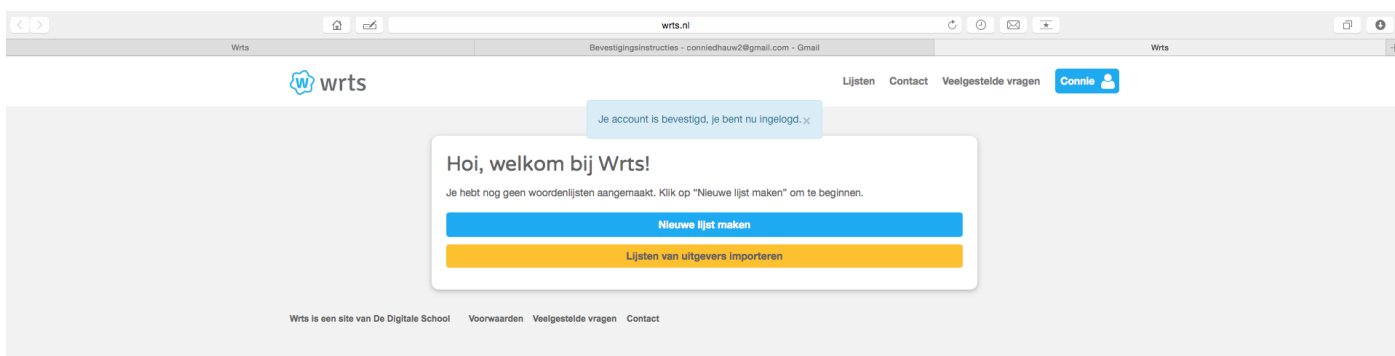 wrts.nl
Wrts
Bevestigingsinstructies - conniedhauw2@gmail.com - Gmail
Wrts
wrts
Lijsten Contact Veelgestelde vragen Connie
Je account is bevestigd, je bent nu ingelogd. ×
Hoi, welkom bij Wrts!
Je hebt nog geen woordenlijsten aangemaakt. Klik op "Nieuwe lijst maken" om te beginnen.
Nieuwe lijst maken
Lijsten van uitgevers importeren
Wrts is een site van De Digitale School Voorwaarden Veelgestelde vragen Contact